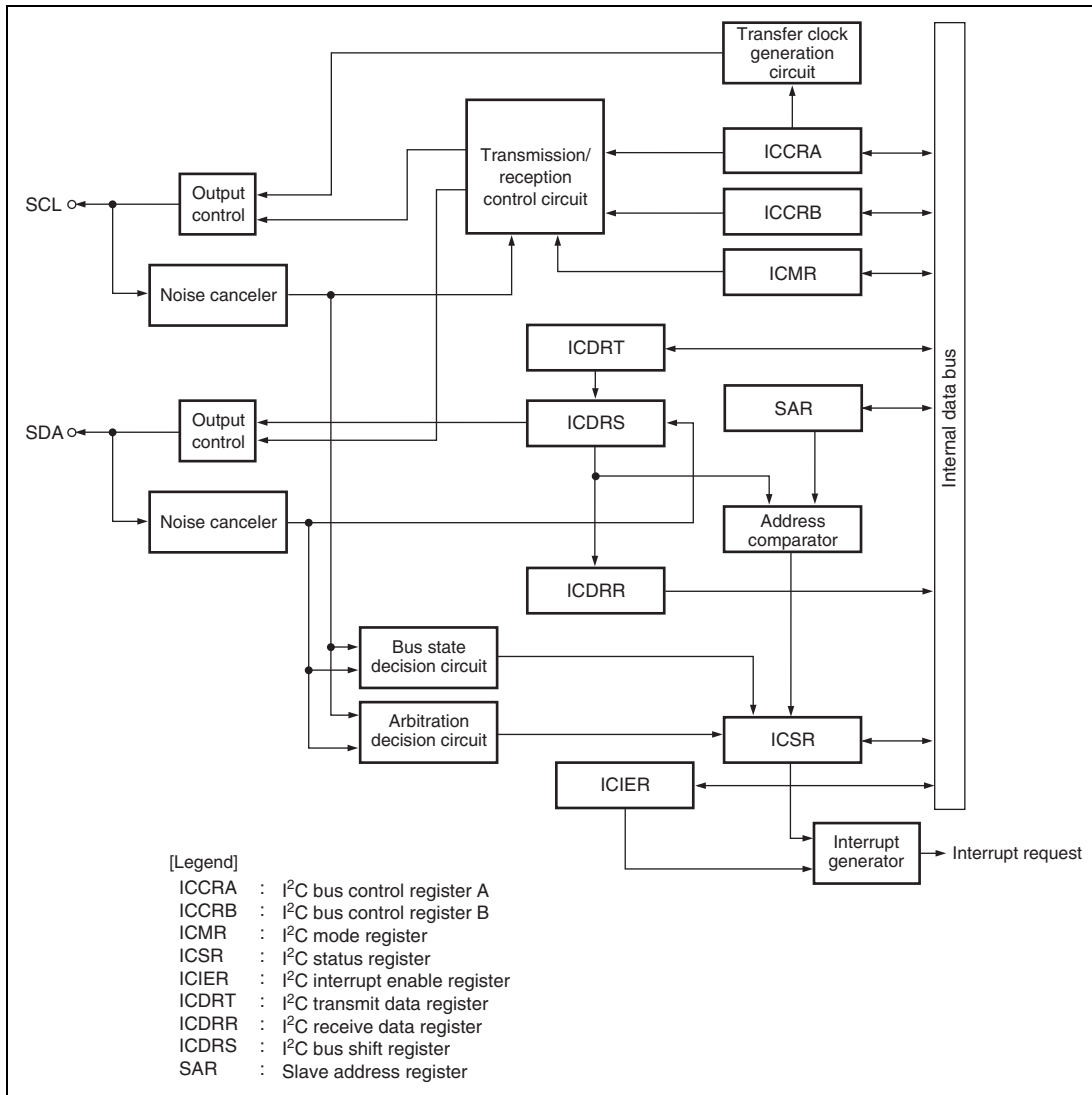 Transfer clock
generation
circuit
Transmission/
reception
control circuit
ICCRA
ICCRB
ICMR
SCL
Output
control
Noise canceler
ICDRT
ICDRS
SAR
SDA
Output
control
Noise canceler
Address
comparator
ICDRR
Internal data bus
Bus state
decision circuit
Arbitration
decision circuit
ICSR
ICIER
Interrupt
generator
Interrupt request
[Legend]
ICCRA : I²C bus control register A
ICCRB : I²C bus control register B
ICMR : I²C mode register
ICSR : I²C status register
ICIER : I²C interrupt enable register
ICDRT : I²C transmit data register
ICDRR : I²C receive data register
ICDRS : I²C bus shift register
SAR : Slave address register